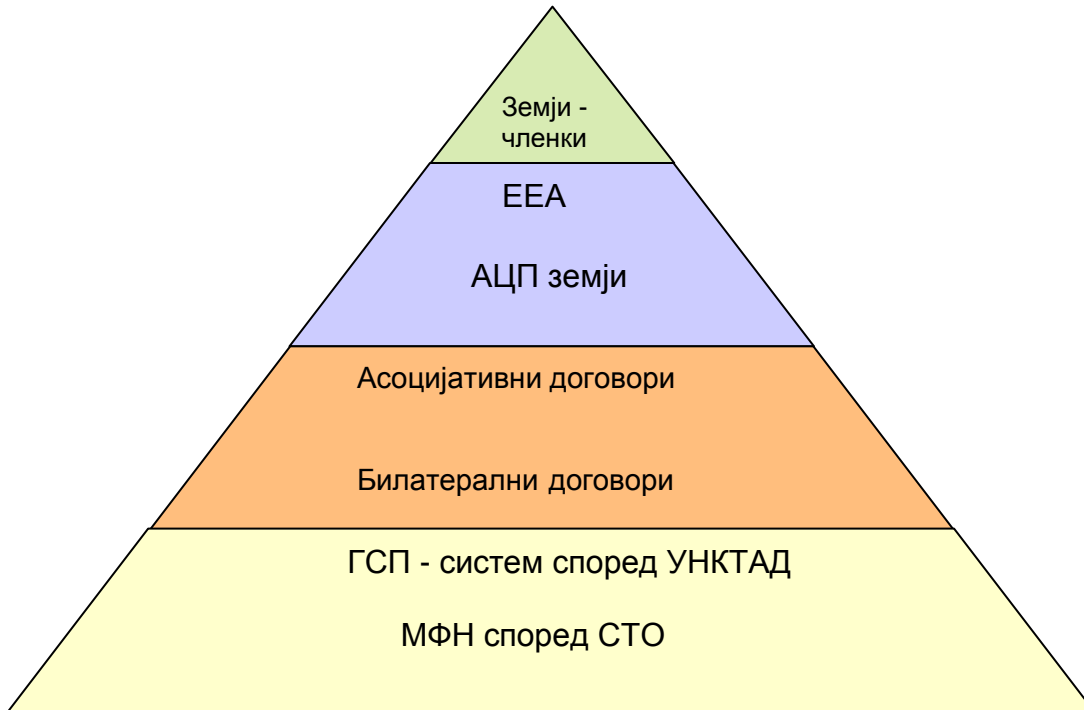 Земји -
членки
ЕЕА
АЦП земји
Асоцијативни договори
Билатерални договори
ГСП - систем според УНКТАД
МФН според СТО